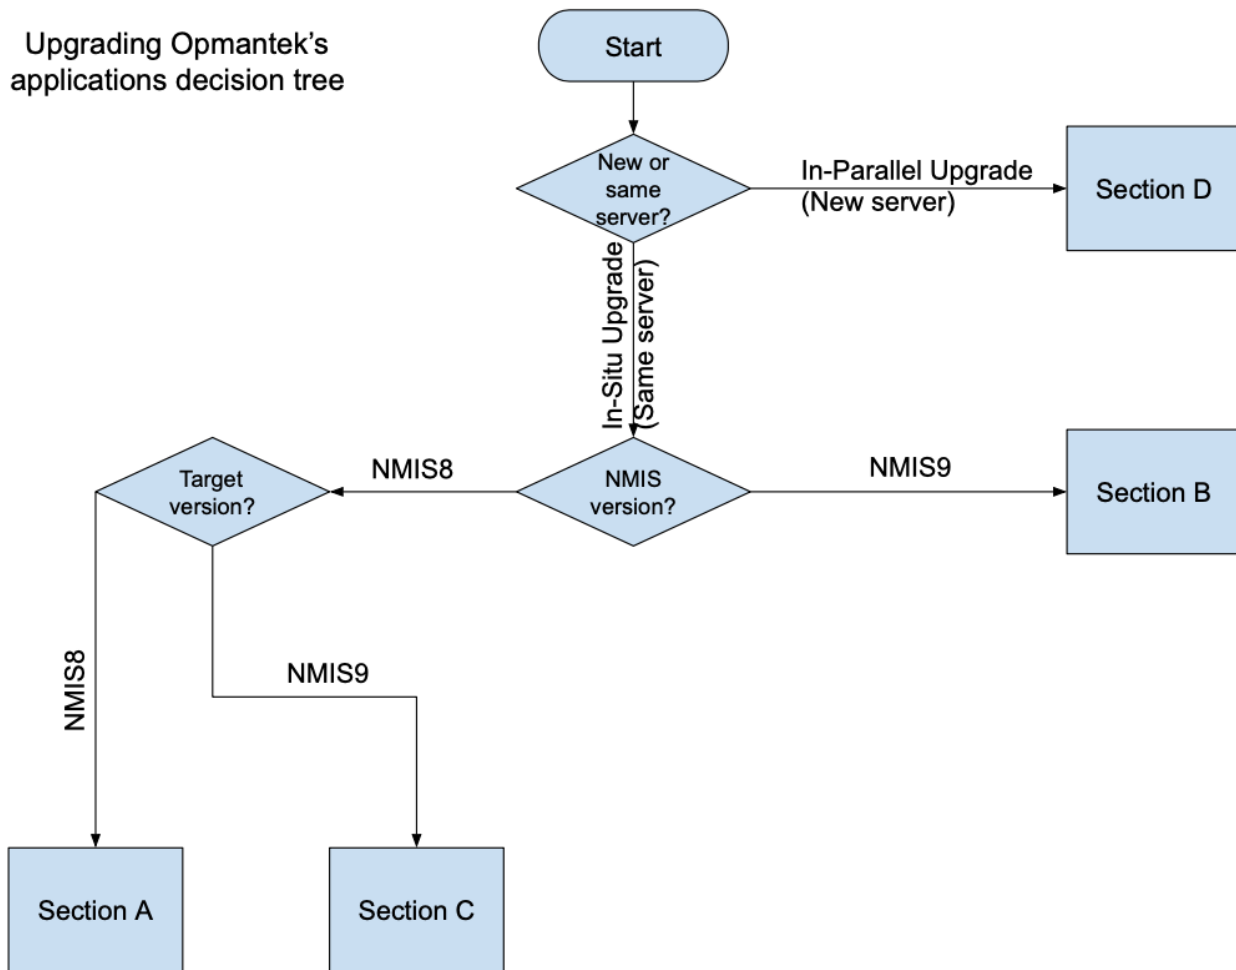 Upgrading Opmantek's
applications decision tree
Start
New or
same
server?
In-Parallel Upgrade
(New server)
Section D
In-Situ Upgrade
(Same server)
Target
version?
NMIS8
NMIS
version?
NMIS9
Section B
NMIS8
NMIS9
Section A
Section C